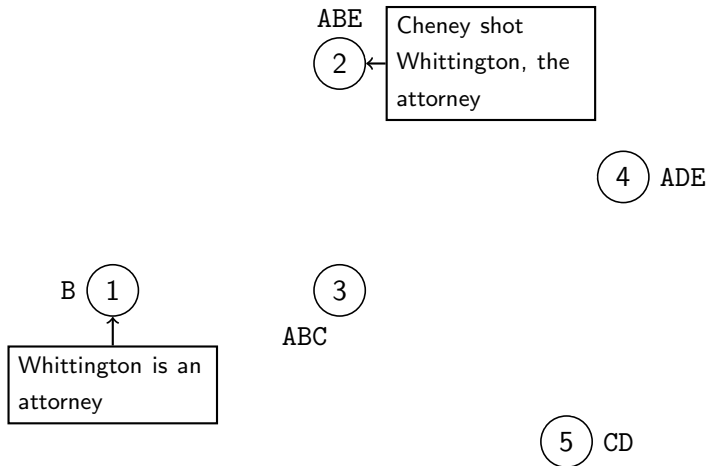 ABE
2
Cheney shot
Whittington, the
attorney
4 ADE
B 1
3
ABC
Whittington is an
attorney
5 CD